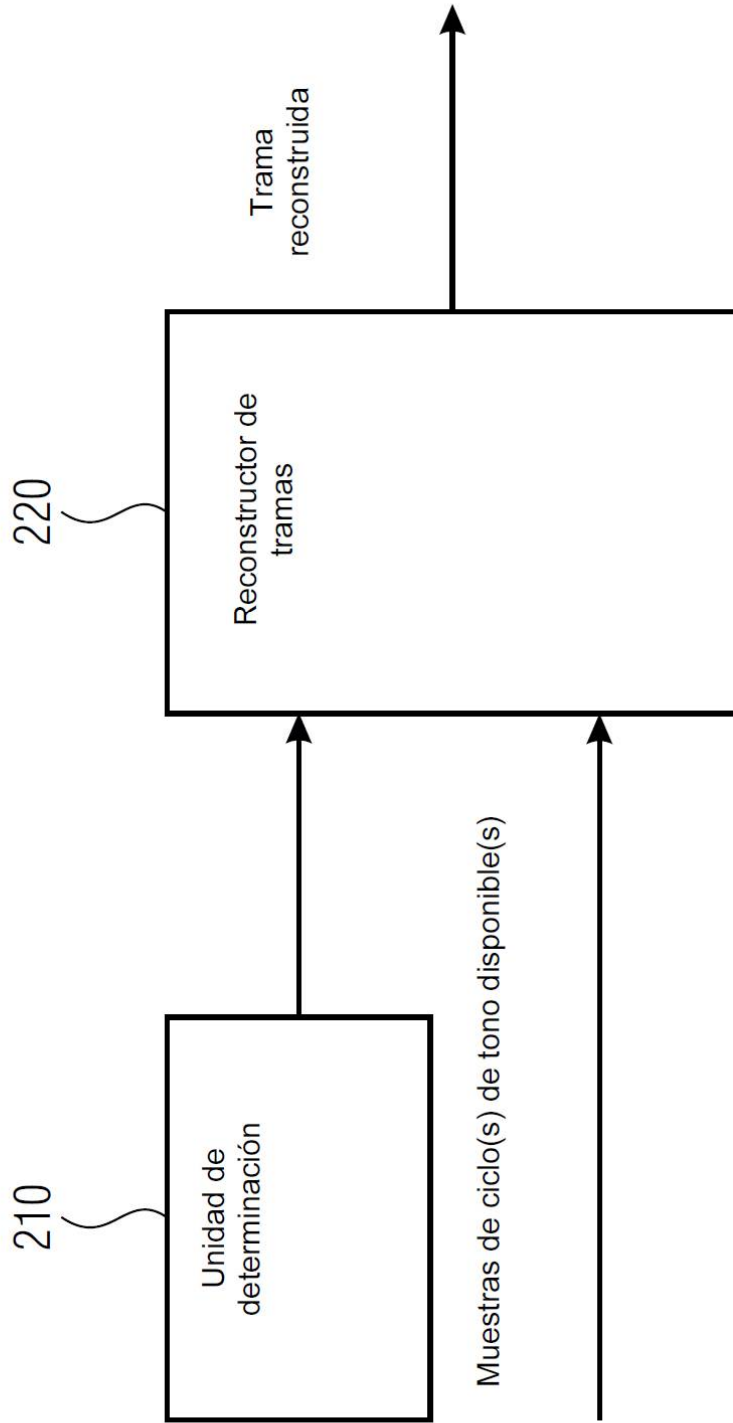 210
Unidad de
determinación
Muestras de ciclo(s) de tono disponible(s)
220
Reconstructor de
tramas
Trama
reconstruida